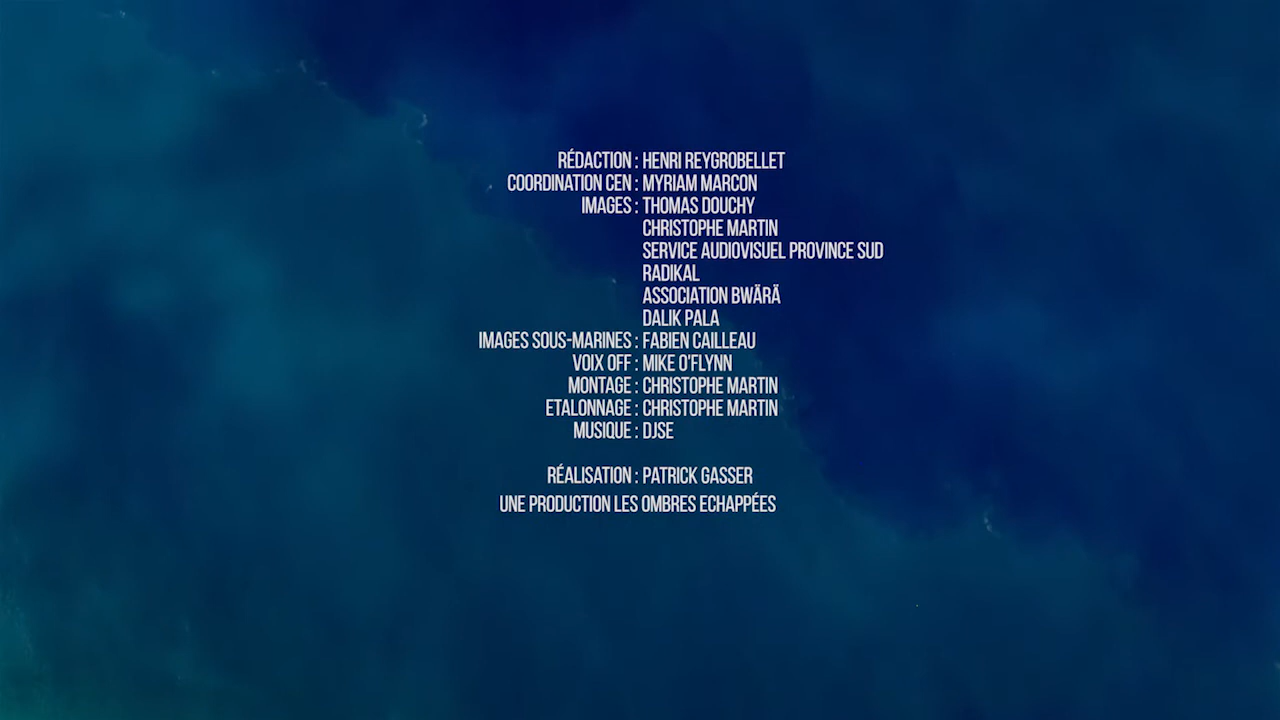 RÉDACTION : HENRI REYGROBELLET
COORDINATION CEN : MYRIAM MARCON
IMAGES : THOMAS DOUCHY
CHRISTOPHE MARTIN
SERVICE AUDIOVISUEL PROVINCE SUD
RADIKAL
ASSOCIATION BWÄRÄ
DALIK PALA
IMAGES SOUS-MARINES : FABIEN CAILLEAU
VOIX OFF : MIKE O'FLYNN
MONTAGE : CHRISTOPHE MARTIN
ETALONNAGE : CHRISTOPHE MARTIN
MUSIQUE : DJSE
RÉALISATION : PATRICK GASSER
UNE PRODUCTION LES OMBRES ECHAPPÉES